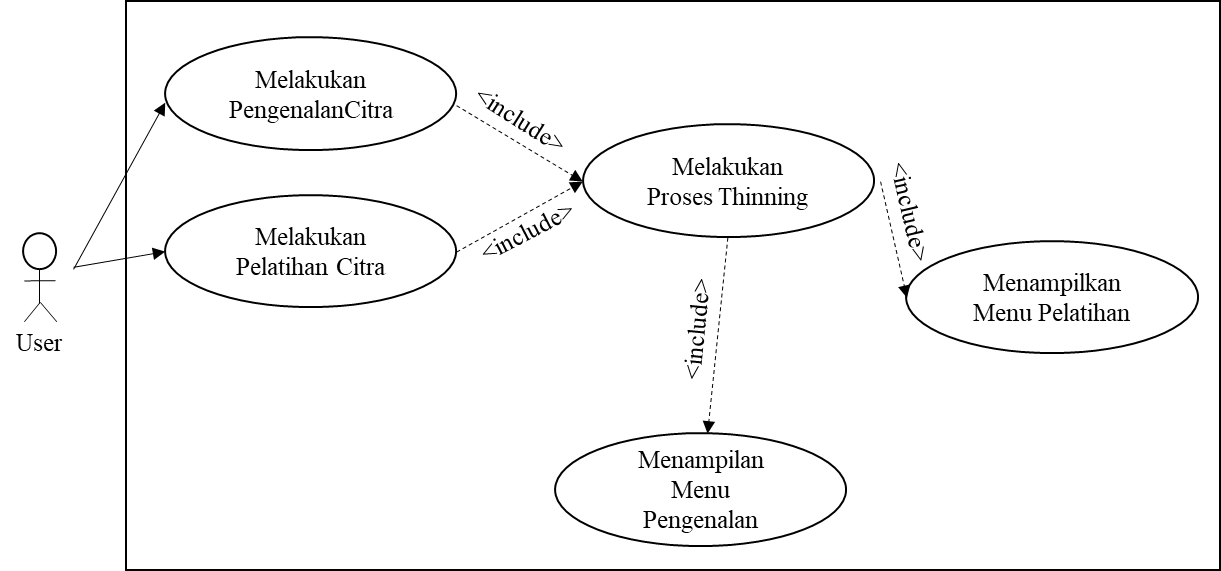 Melakukan
PengenalanCitra
<include>
Melakukan
Proses Thinning
<include>
Melakukan
Pelatihan Citra
<include>
Menampilkan
Menu Pelatihan
<include>
User
Menampilan
Menu
Pengenalan